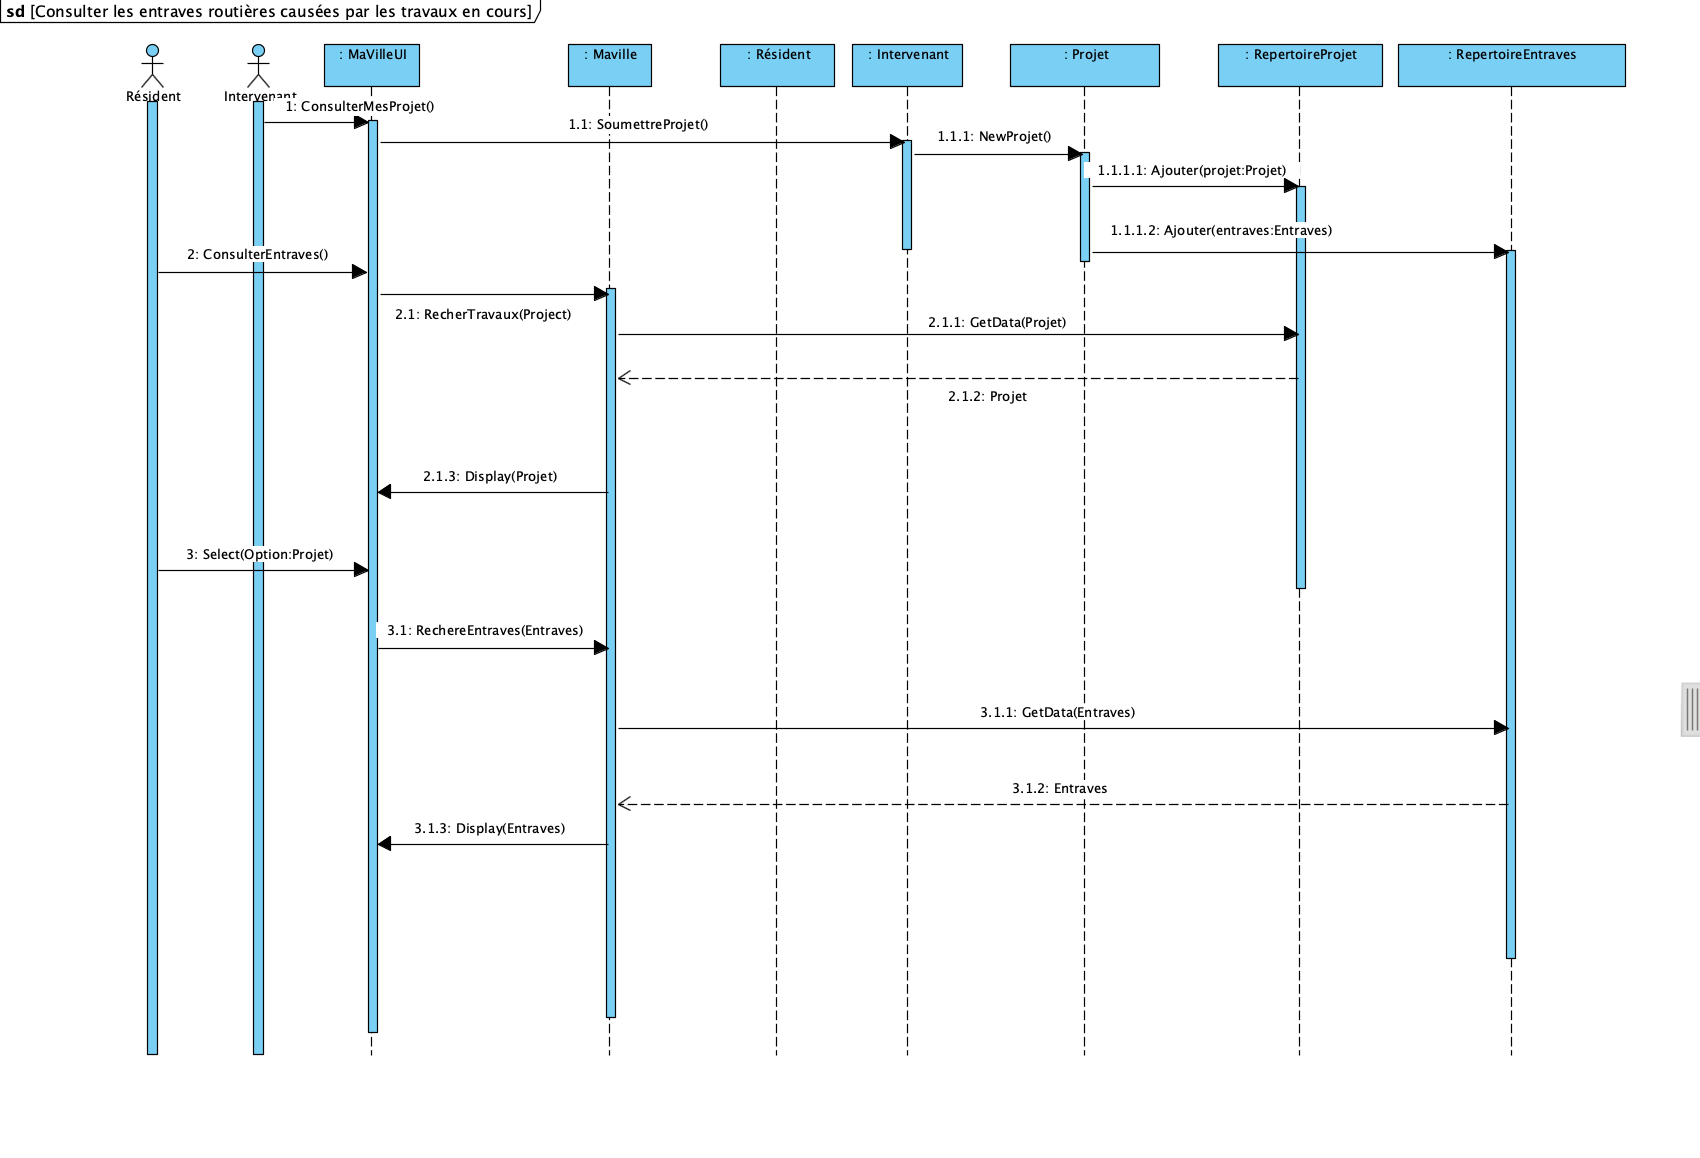 sd [Consulter les entraves routières causées par les travaux en cours]
Résident
Intervenant
: MaVilleUI
: Maville
: Résident
: Intervenant
: Projet
: RepertoireProjet
: RepertoireEntraves
1: ConsulterMesProjet()
1.1: SoumettreProjet()
1.1.1: NewProjet()
1.1.1.1: Ajouter(projet:Projet)
1.1.1.2: Ajouter(entraves:Entraves)
2: ConsulterEntraves()
2.1: RecherTravaux(Project)
2.1.1: GetData(Projet)
2.1.2: Projet
2.1.3: Display(Projet)
3: Select(Option:Projet)
3.1: RechereEntraves(Entraves)
3.1.1: GetData(Entraves)
3.1.2: Entraves
3.1.3: Display(Entraves)